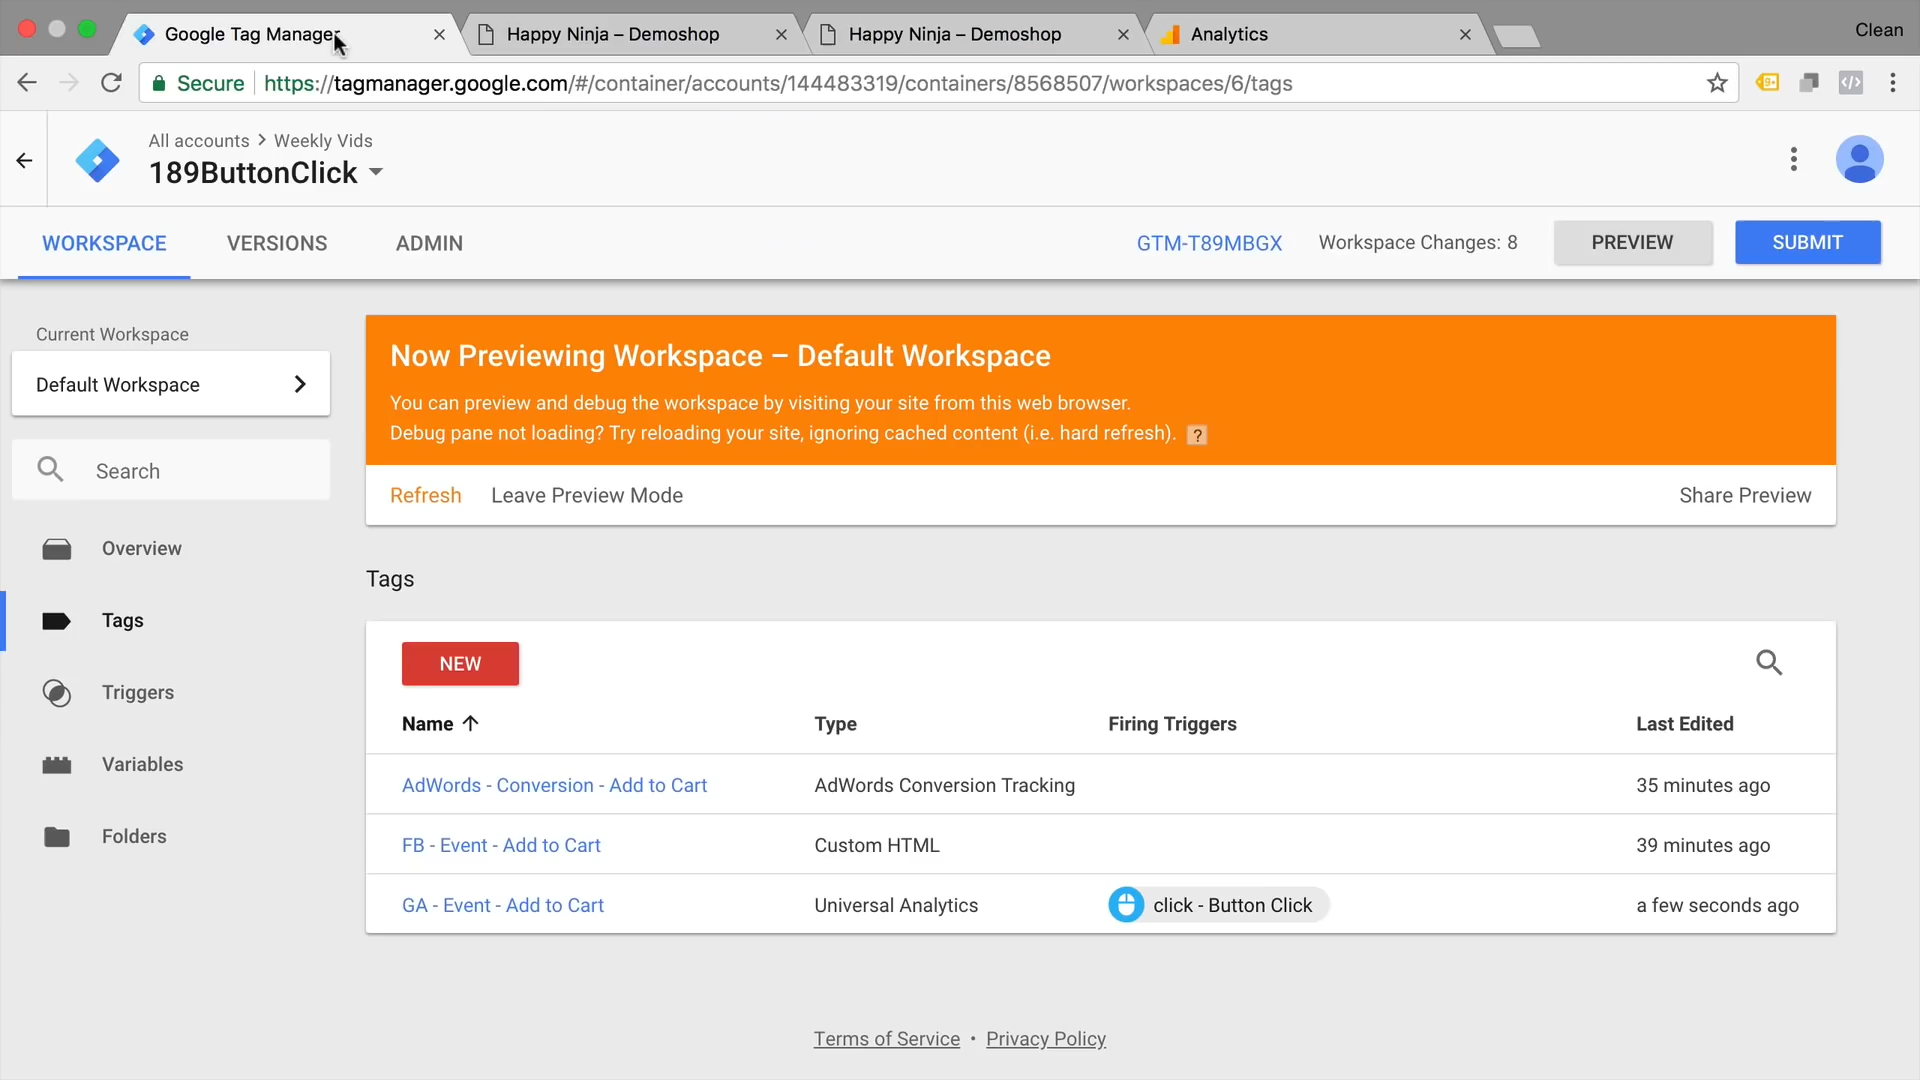 Google Tag Manager
Happy Ninja – Demoshop
Happy Ninja – Demoshop
Analytics
Clean
Secure https://tagmanager.google.com/#/container/accounts/144483319/containers/8568507/workspaces/6/tags
All accounts > Weekly Vids
189ButtonClick
WORKSPACE VERSIONS ADMIN GTM-T89MBGX Workspace Changes: 8 PREVIEW SUBMIT
Current Workspace
Default Workspace
Search
Overview
Tags
Triggers
Variables
Folders
Now Previewing Workspace – Default Workspace
You can preview and debug the workspace by visiting your site from this web browser.
Debug pane not loading? Try reloading your site, ignoring cached content (i.e. hard refresh). ?
Refresh Leave Preview Mode Share Preview
Tags
NEW
Name Type Firing Triggers Last Edited
AdWords - Conversion - Add to Cart AdWords Conversion Tracking 35 minutes ago
FB - Event - Add to Cart Custom HTML 39 minutes ago
GA - Event - Add to Cart Universal Analytics click - Button Click a few seconds ago
Terms of Service • Privacy Policy